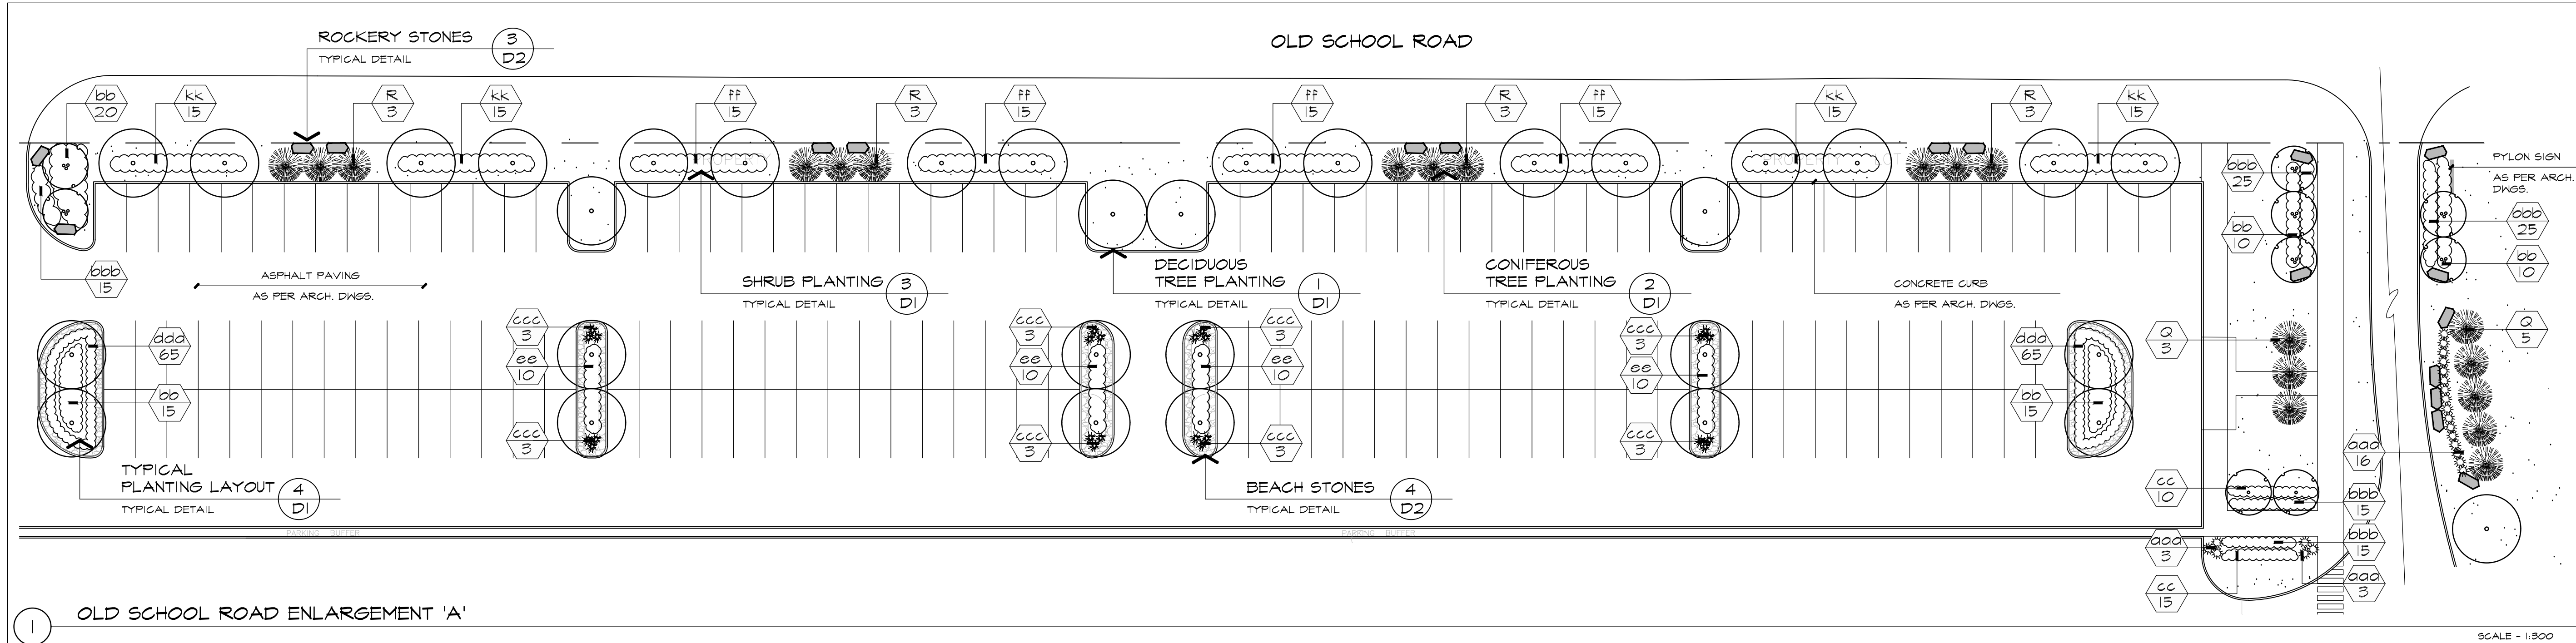 ROCKERY STONES
3
D2
TYPICAL DETAIL
OLD SCHOOL ROAD
bb
20
kk
15
R
3
kk
15
ff
15
R
3
ff
15
ff
15
R
3
ff
15
kk
15
R
3
kk
15
PYLON SIGN
AS PER ARCH.
DWGS.
bbb
25
bbb
25
bb
10
bb
10
bbb
15
ASPHALT PAVING
AS PER ARCH. DWGS.
SHRUB PLANTING
3
D1
TYPICAL DETAIL
DECIDUOUS
TREE PLANTING
1
D1
TYPICAL DETAIL
CONIFEROUS
TREE PLANTING
2
D1
TYPICAL DETAIL
CONCRETE CURB
AS PER ARCH. DWGS.
ddd
65
bb
15
ccc
3
ee
10
ccc
3
ccc
3
ee
10
ccc
3
ccc
3
ee
10
ccc
3
ccc
3
ee
10
ccc
3
ddd
65
bb
15
Q
3
Q
5
aaa
16
TYPICAL
PLANTING LAYOUT
4
D1
TYPICAL DETAIL
BEACH STONES
4
D2
TYPICAL DETAIL
cc
10
bbb
15
PARKING BUFFER
PARKING BUFFER
aaa
3
bbb
15
cc
15
aaa
3
1
OLD SCHOOL ROAD ENLARGEMENT 'A'
SCALE - 1:300